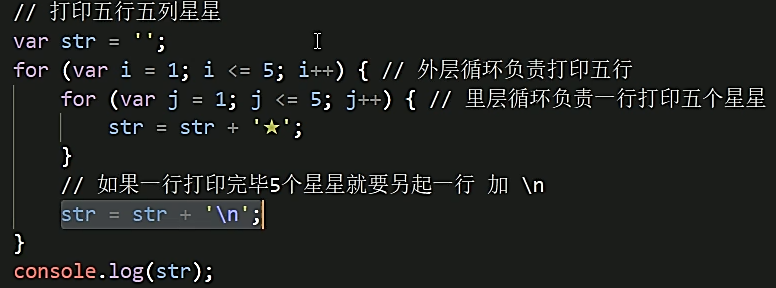 // 打印五行五列星星
var str = '';
for (var i = 1; i <= 5; i++) { // 外层循环负责打印五行
    for (var j = 1; j <= 5; j++) { // 里层循环负责一行打印五个星星
        str = str + '★';
    }
    // 如果一行打印完毕5个星星就要另起一行 加 \n
    str = str + '\n';
}
console.log(str);